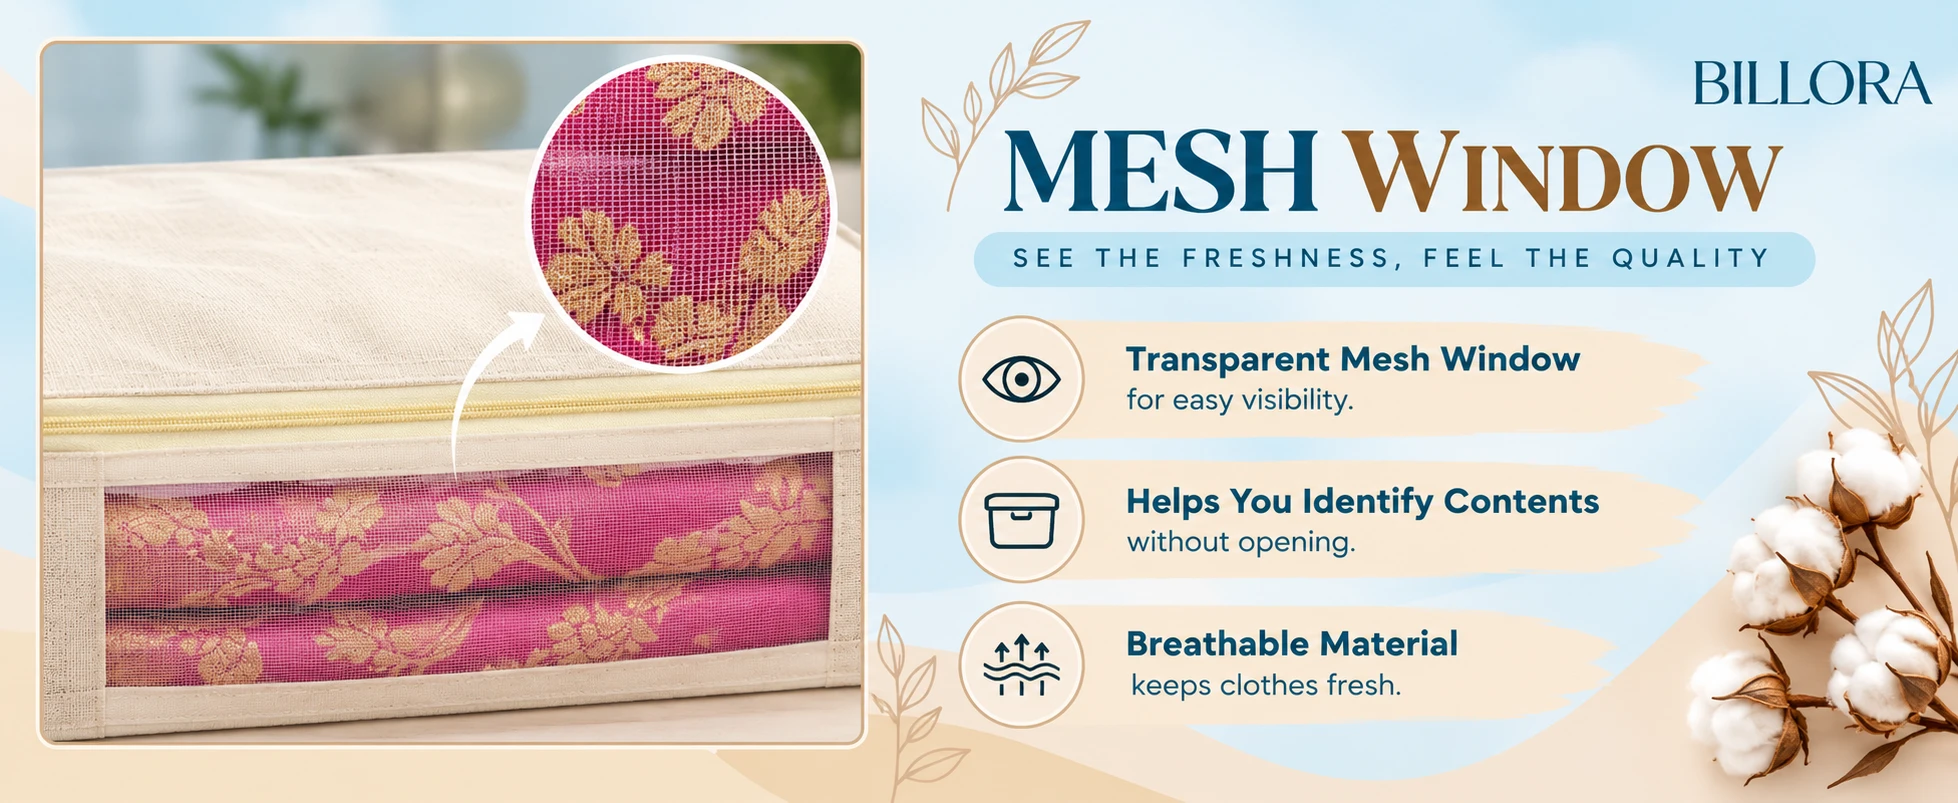 BILLORA
MESH WINDOW
SEE THE FRESHNESS, FEEL THE QUALITY
Transparent Mesh Window
for easy visibility.
Helps You Identify Contents
without opening.
Breathable Material
keeps clothes fresh.